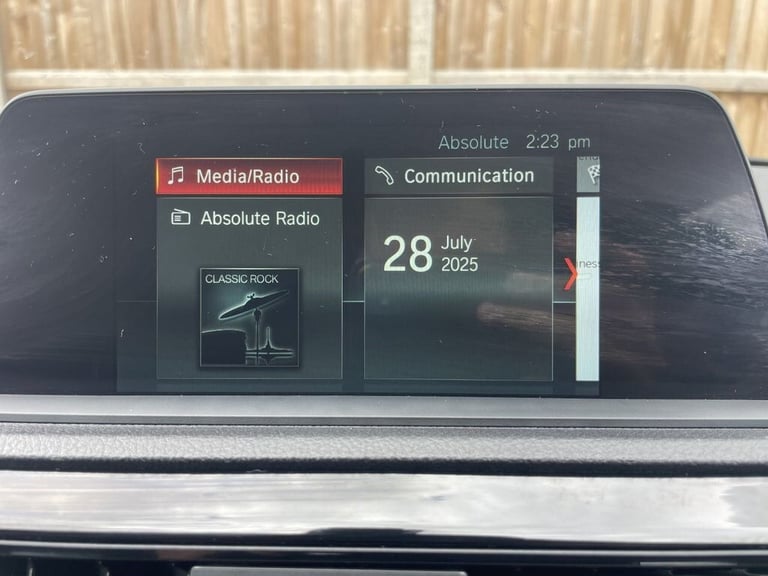 Absolute 2:23 pm
Media/Radio
Communication
Absolute Radio
28 July
2025
CLASSIC ROCK